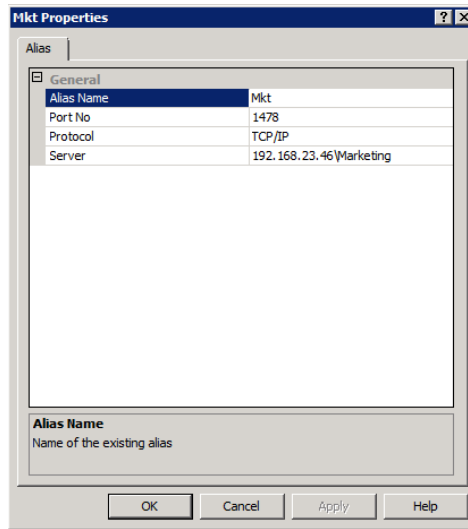 Mkt Properties
Alias
General
Alias Name Mkt
Port No 1478
Protocol TCP/IP
Server 192.168.23.46\Marketing
Alias Name
Name of the existing alias
OK Cancel Apply Help